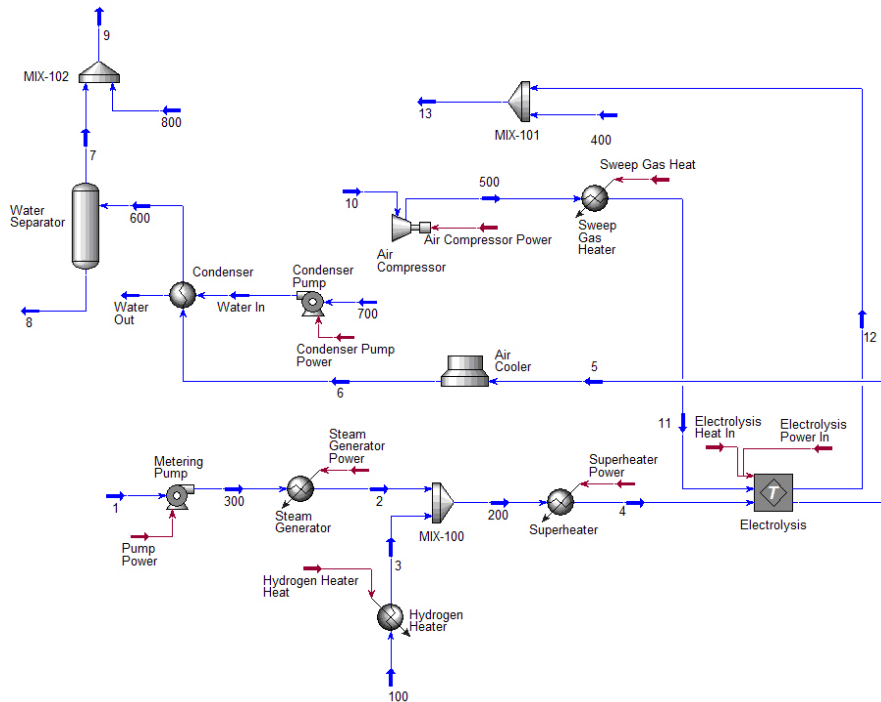 9
MIX-102
800
7
13
MIX-101
400
Water
Separator
600
10
500
Sweep Gas Heat
Air Compressor Power
Air
Compressor
Sweep
Gas
Heater
Condenser
Condenser
Pump
8
Water
Out
Water In
700
Condenser Pump
Power
12
Air
Cooler
5
6
11
Electrolysis
Heat In
Electrolysis
Power In
Metering
Pump
Steam
Generator
Power
Superheater
Power
1
300
2
200
4
T
Steam
Generator
MIX-100
Superheater
Electrolysis
Pump
Power
3
Hydrogen Heater
Heat
Hydrogen
Heater
100